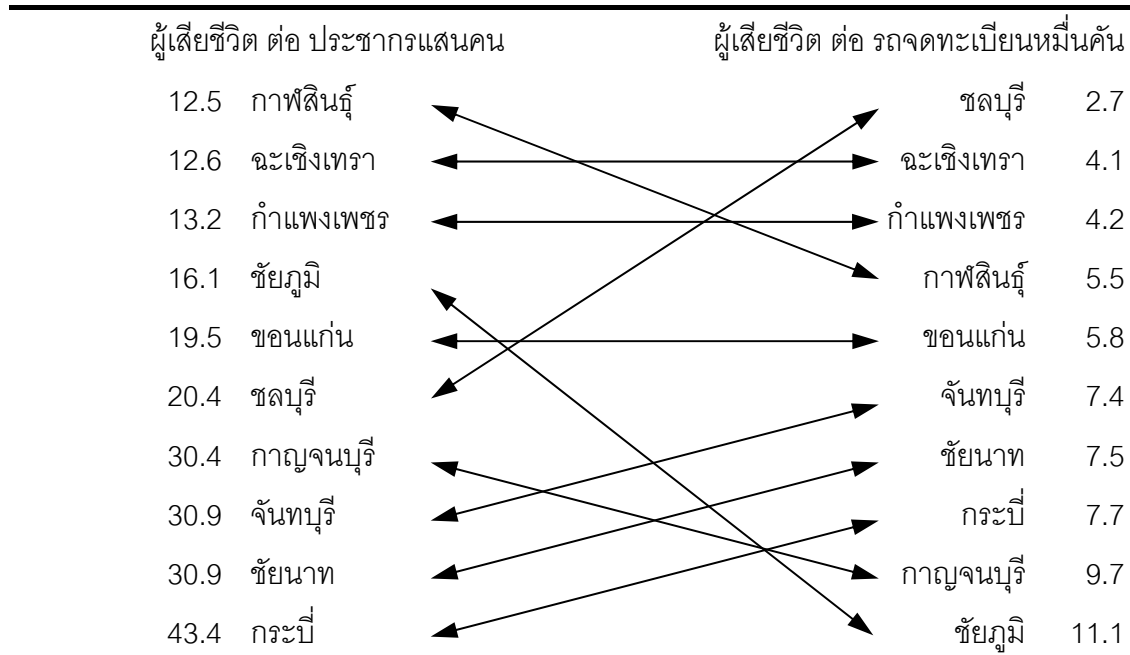 ผู้เสียชีวิต ต่อ ประชากรแสนคน ผู้เสียชีวิต ต่อ รถจดทะเบียนหมื่นคัน
12.5 กาฬสินธุ์ ชลบุรี 2.7
12.6 ฉะเชิงเทรา ฉะเชิงเทรา 4.1
13.2 กำแพงเพชร กำแพงเพชร 4.2
16.1 ชัยภูมิ กาฬสินธุ์ 5.5
19.5 ขอนแก่น ขอนแก่น 5.8
20.4 ชลบุรี จันทบุรี 7.4
30.4 กาญจนบุรี ชัยนาท 7.5
30.9 จันทบุรี กระบี่ 7.7
30.9 ชัยนาท กาญจนบุรี 9.7
43.4 กระบี่ ชัยภูมิ 11.1